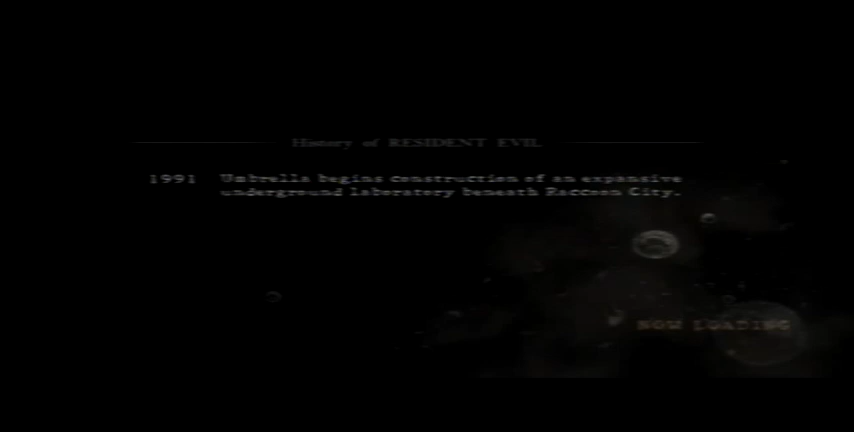 History of RESIDENT EVIL
1991 Umbrella begins construction of an expansive
underground laboratory beneath Raccoon City.
NOW LOADING